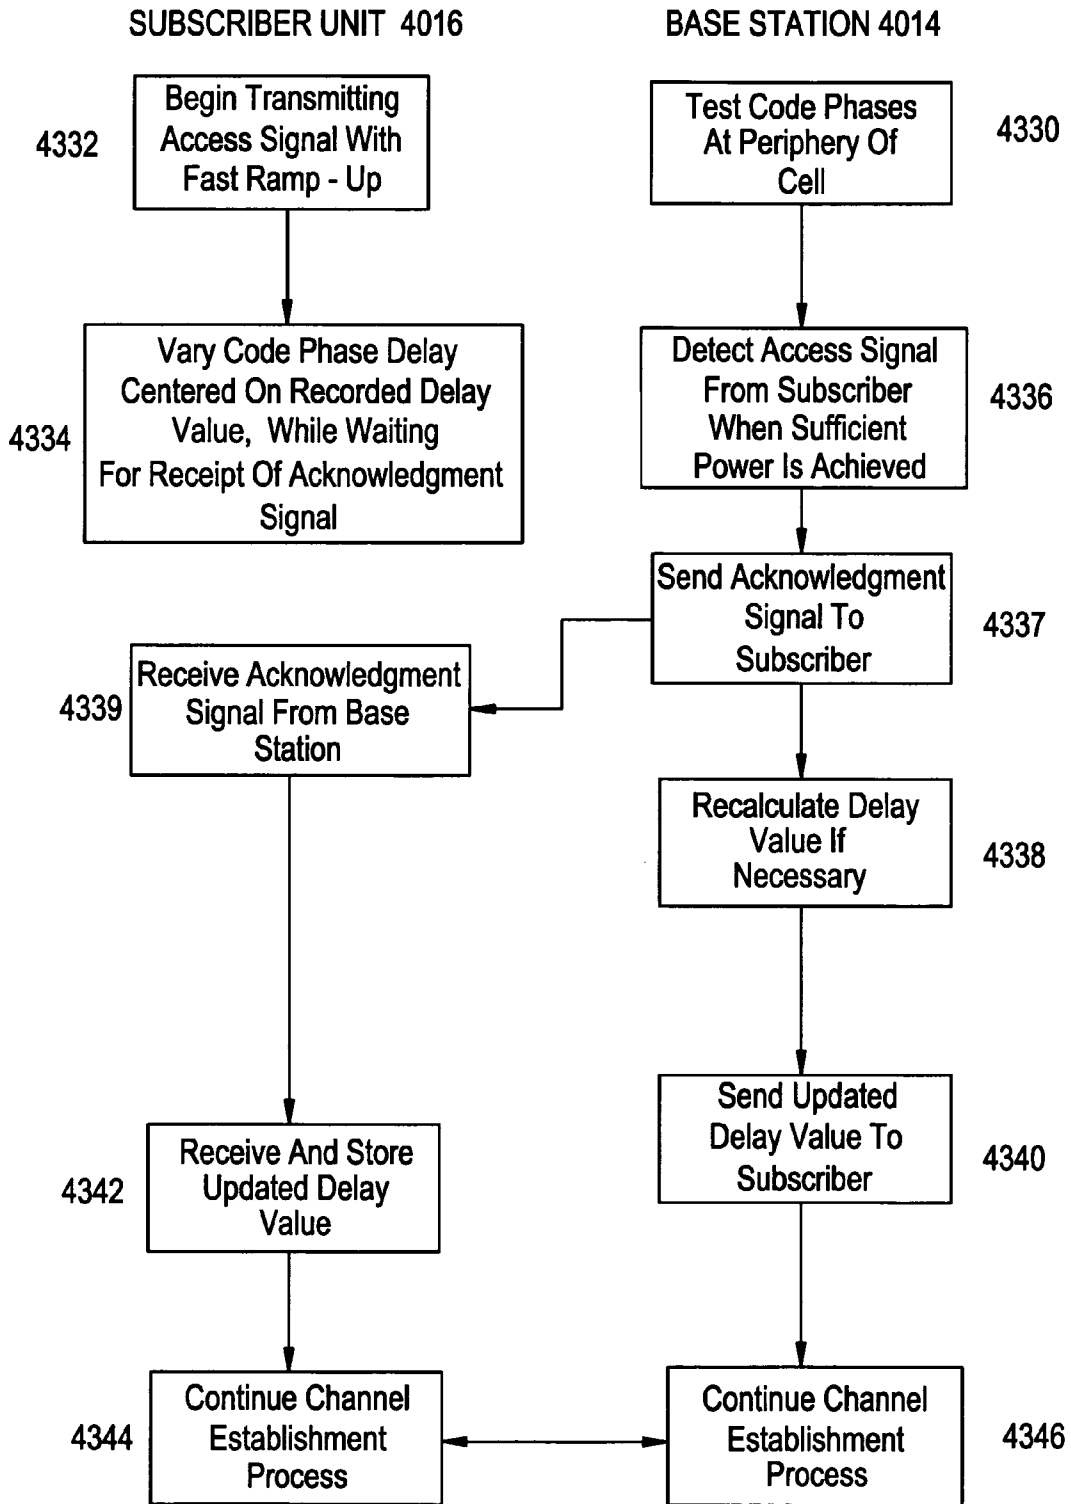 SUBSCRIBER UNIT 4016
BASE STATION 4014
4332
Begin Transmitting
Access Signal With
Fast Ramp - Up
Test Code Phases
At Periphery Of
Cell
4330
4334
Vary Code Phase Delay
Centered On Recorded Delay
Value, While Waiting
For Receipt Of Acknowledgment
Signal
Detect Access Signal
From Subscriber
When Sufficient
Power Is Achieved
4336
Send Acknowledgment
Signal To
Subscriber
4337
4339
Receive Acknowledgment
Signal From Base
Station
Recalculate Delay
Value If
Necessary
4338
Send Updated
Delay Value To
Subscriber
4340
4342
Receive And Store
Updated Delay
Value
4344
Continue Channel
Establishment
Process
Continue Channel
Establishment
Process
4346